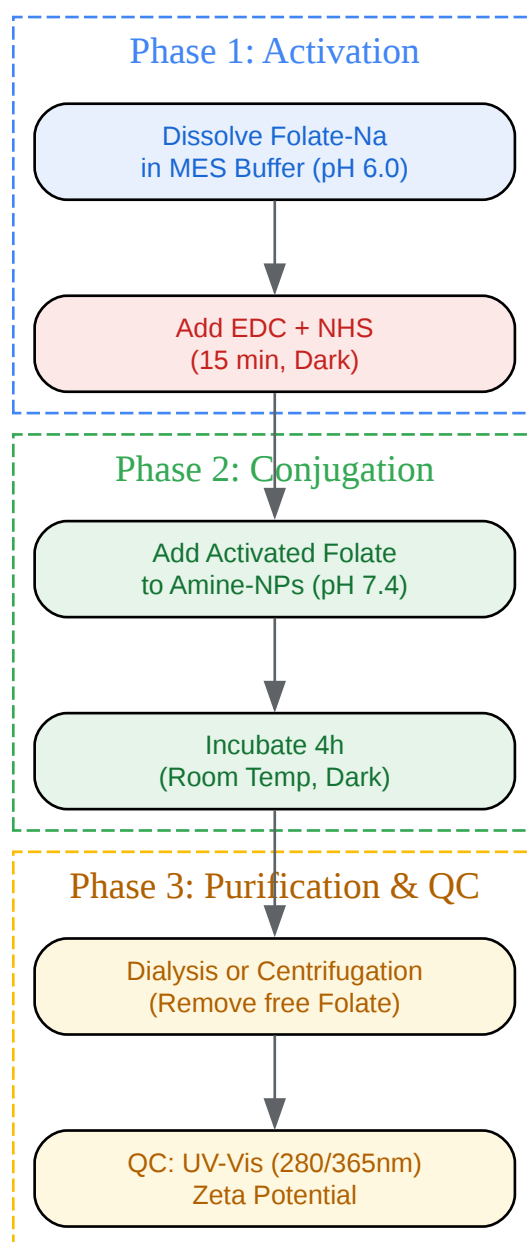 Phase 1: Activation
Dissolve Folate-Na
in MES Buffer (pH 6.0)
Add EDC + NHS
(15 min, Dark)
Phase 2: Conjugation
Add Activated Folate
to Amine-NPs (pH 7.4)
Incubate 4h
(Room Temp, Dark)
Phase 3: Purification & QC
Dialysis or Centrifugation
(Remove free Folate)
QC: UV-Vis (280/365nm)
Zeta Potential